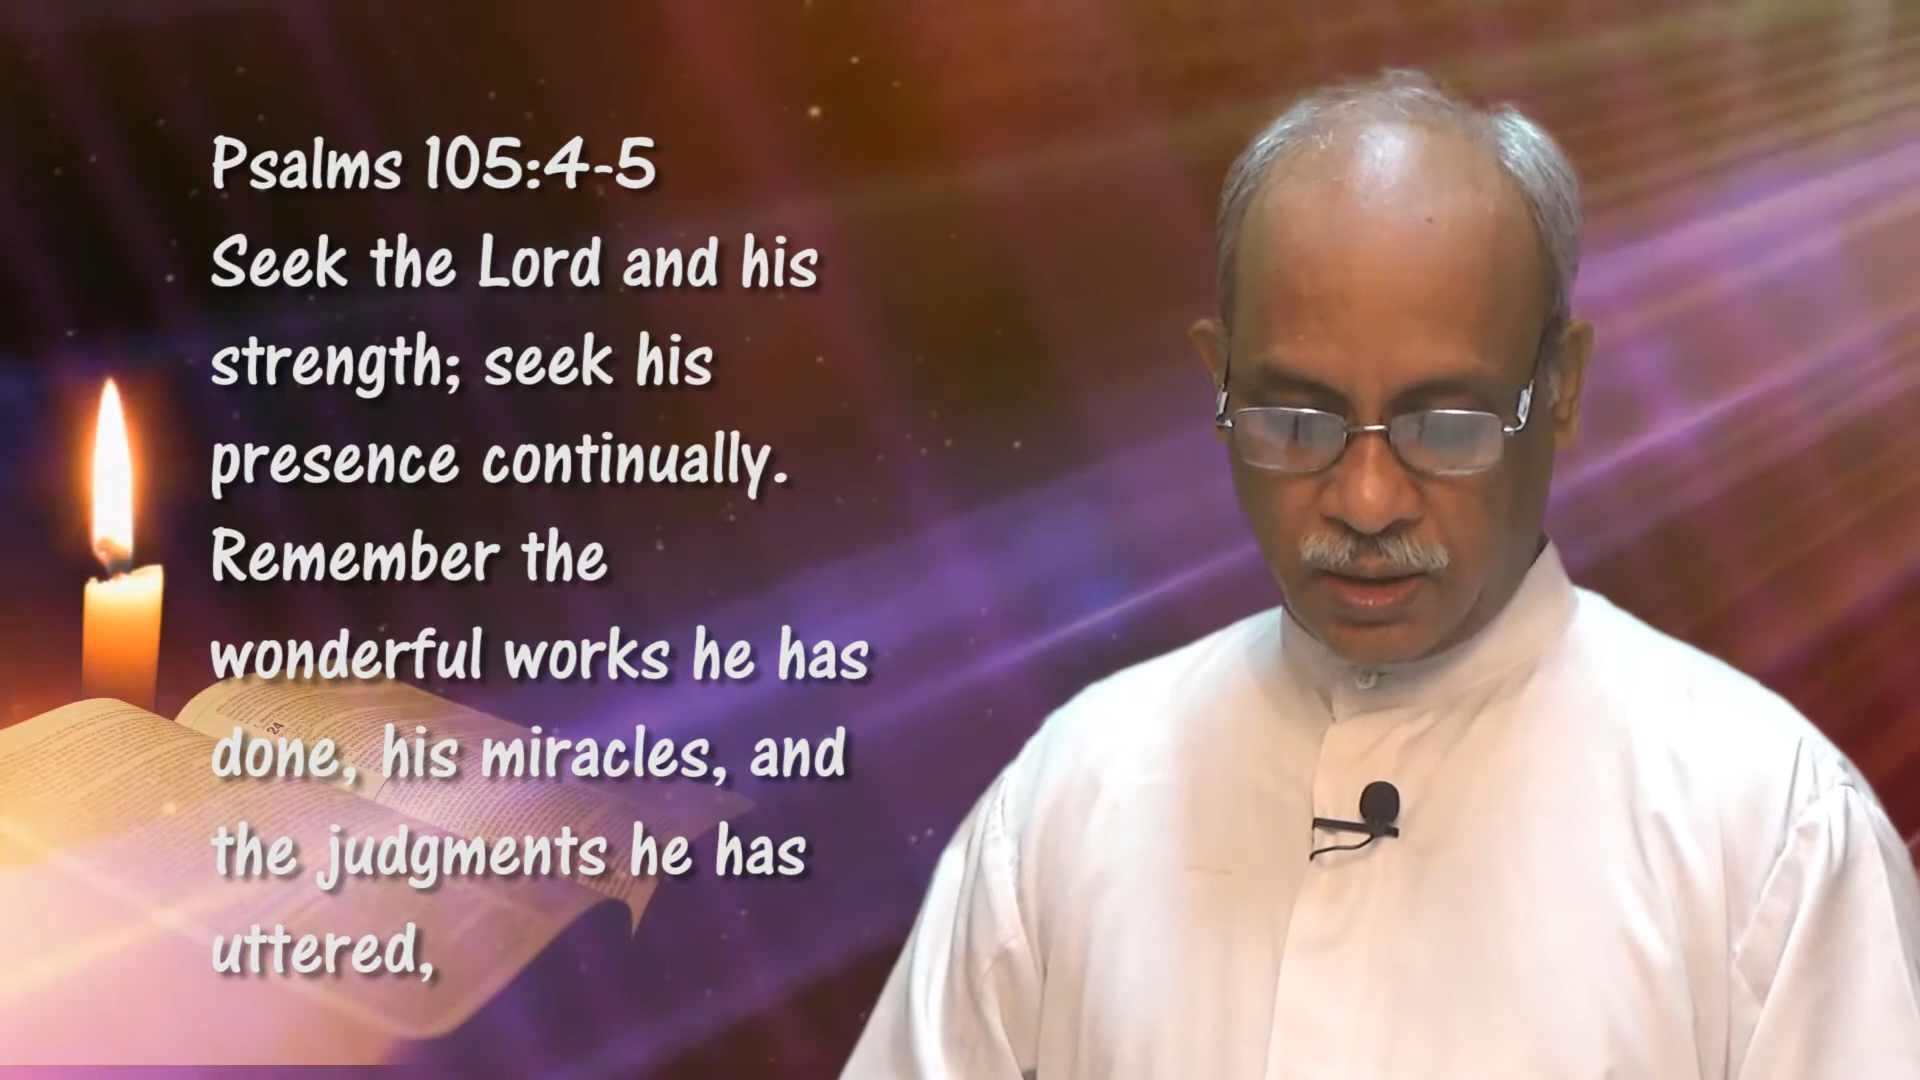 Psalms 105:4-5
Seek the Lord and his
strength; seek his
presence continually.
Remember the
wonderful works he has
done, his miracles, and
the judgments he has
uttered,
24